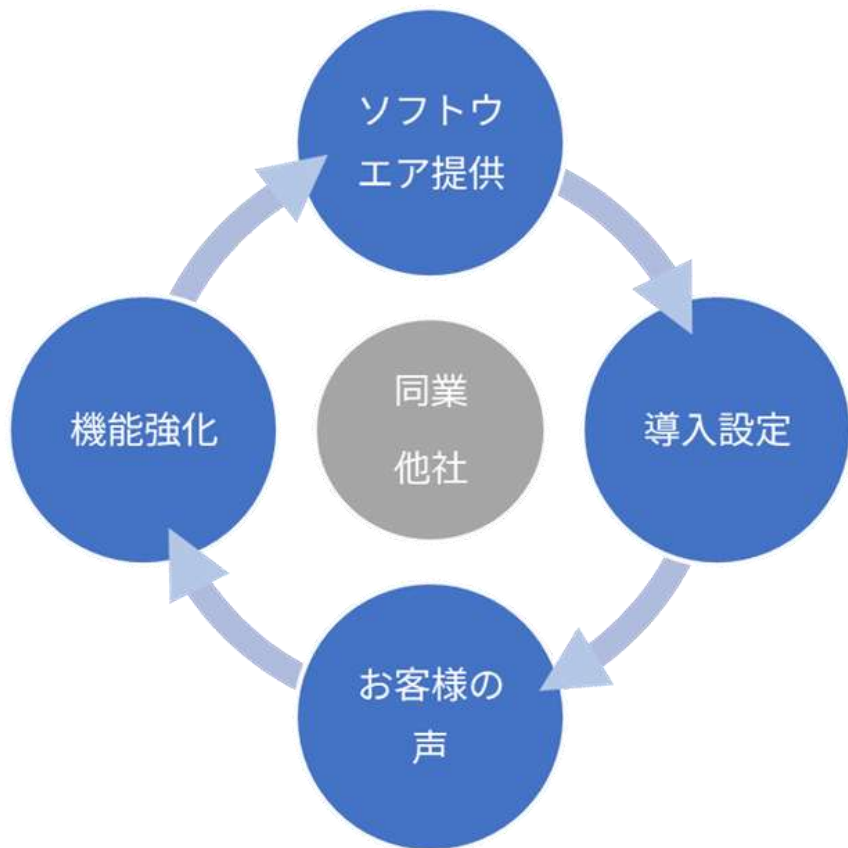 ソフトウ
エア提供
機能強化
同業
他社
導入設定
お客様の
声